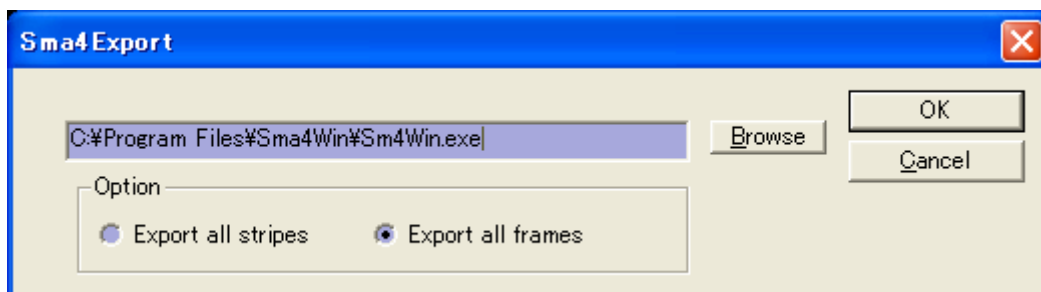 Sma4Export
OK
C:¥Program Files¥Sma4Win¥Sm4Win.exe
Browse
Cancel
Option
Export all stripes
Export all frames